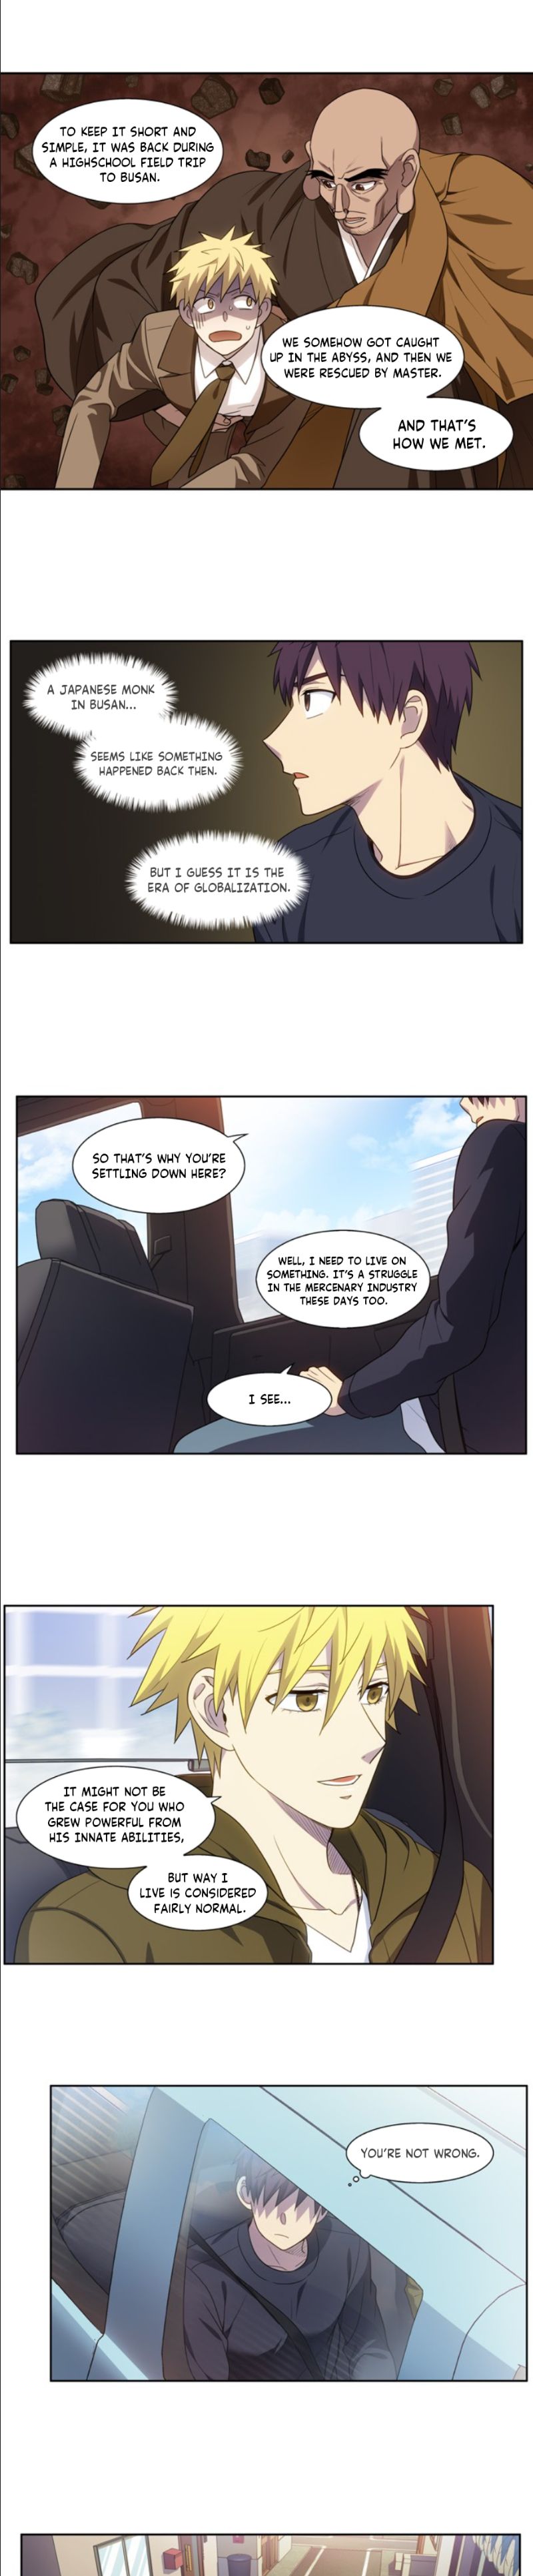 TO KEEP IT SHORT AND
SIMPLE, IT WAS BACK DURING
A HIGHSCHOOL FIELD TRIP
TO BUSAN.
WE SOMEHOW GOT CAUGHT
UP IN THE ABYSS, AND THEN WE
WERE RESCUED BY MASTER.
AND THAT'S
HOW WE MET.
A JAPANESE MONK
IN BUSAN...
SEEMS LIKE SOMETHING
HAPPENED BACK THEN.
BUT I GUESS IT IS THE
ERA OF GLOBALIZATION.
SO THAT'S WHY YOU'RE
SETTLING DOWN HERE?
WELL, I NEED TO LIVE ON
SOMETHING. IT'S A STRUGGLE
IN THE MERCENARY INDUSTRY
THESE DAYS TOO.
I SEE...
IT MIGHT NOT BE
THE CASE FOR YOU WHO
GREW POWERFUL FROM
HIS INNATE ABILITIES,
BUT WAY I
LIVE IS CONSIDERED
FAIRLY NORMAL.
YOU'RE NOT WRONG.